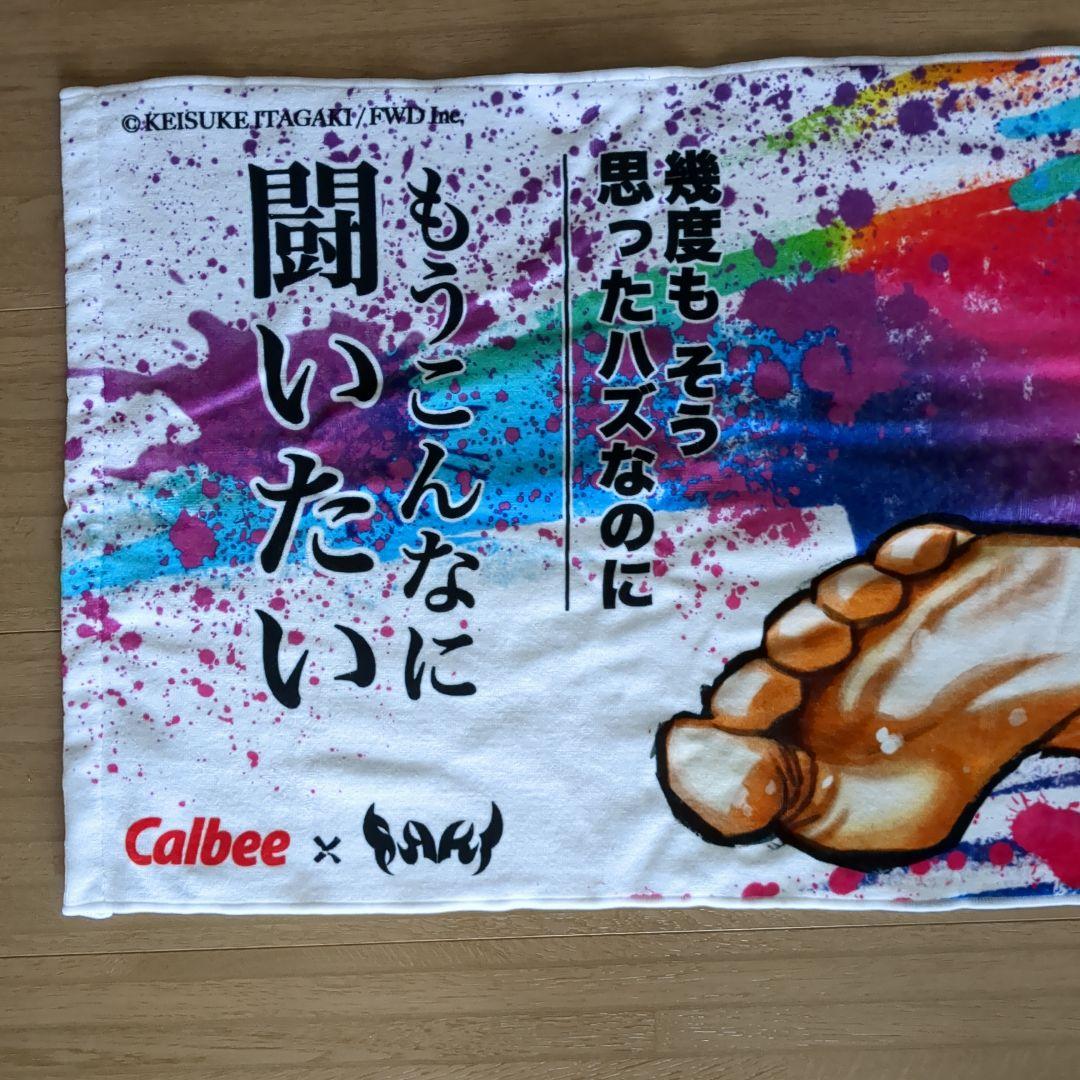 ©KEISUKE ITAGAKI/FWD Inc.
幾度も そう
思ったハズなのに
もうこんなに
闘いたい
Calbee × BAKI